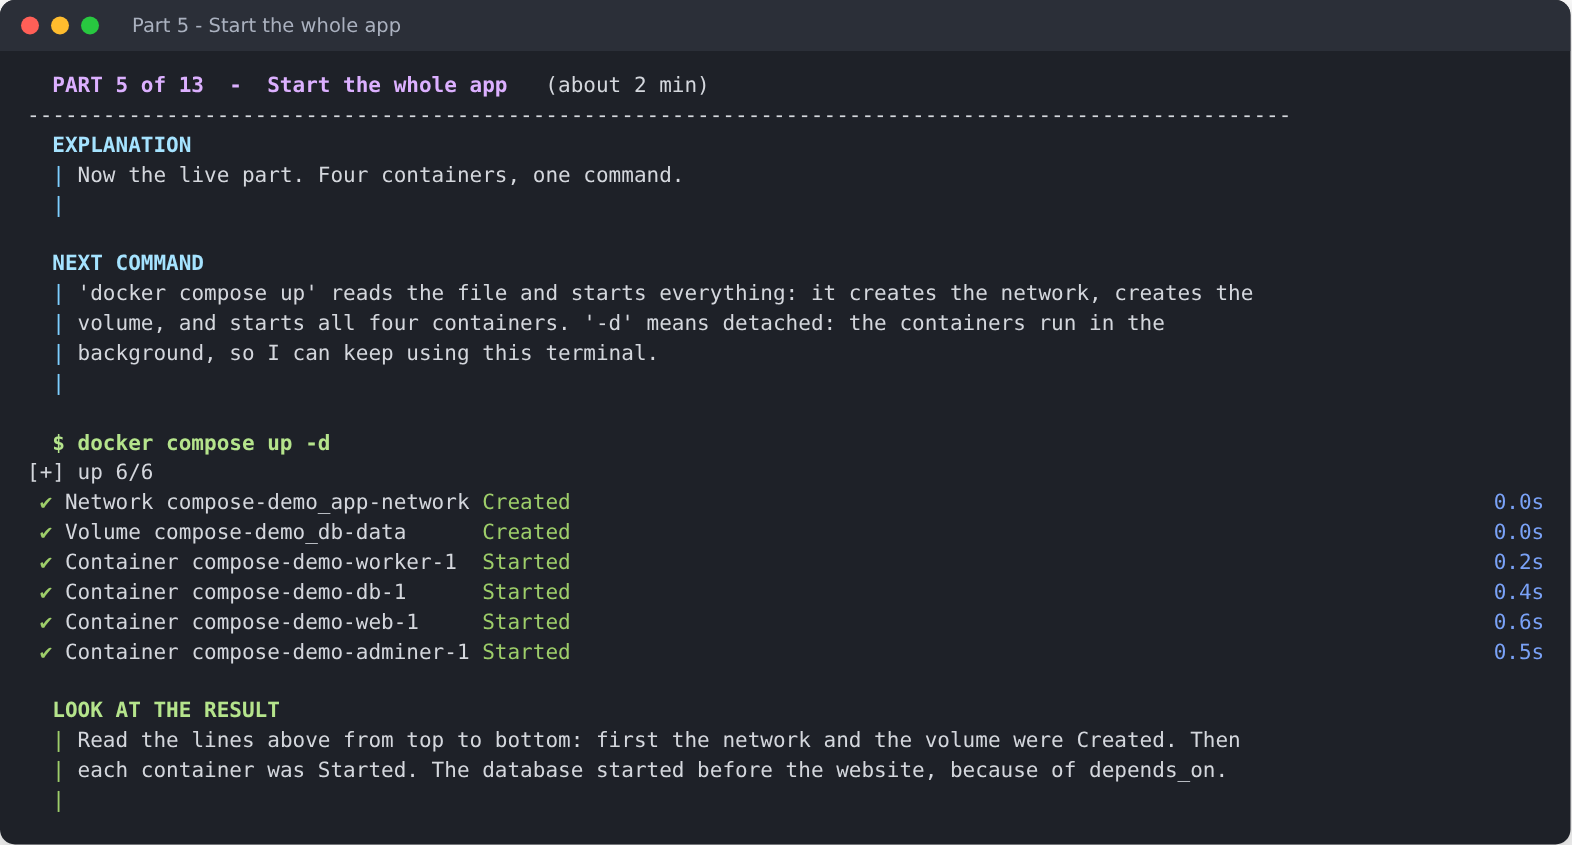 Part 5 - Start the whole app
PART 5 of 13  -  Start the whole app   (about 2 min)
----------------------------------------------------------------------------------------------------
EXPLANATION
| Now the live part. Four containers, one command.
|
NEXT COMMAND
| 'docker compose up' reads the file and starts everything: it creates the network, creates the
| volume, and starts all four containers. '-d' means detached: the containers run in the
| background, so I can keep using this terminal.
|
$ docker compose up -d
[+] up 6/6
✔ Network compose-demo_app-network Created 0.0s
✔ Volume compose-demo_db-data Created 0.0s
✔ Container compose-demo-worker-1 Started 0.2s
✔ Container compose-demo-db-1 Started 0.4s
✔ Container compose-demo-web-1 Started 0.6s
✔ Container compose-demo-adminer-1 Started 0.5s
LOOK AT THE RESULT
| Read the lines above from top to bottom: first the network and the volume were Created. Then
| each container was Started. The database started before the website, because of depends_on.
|